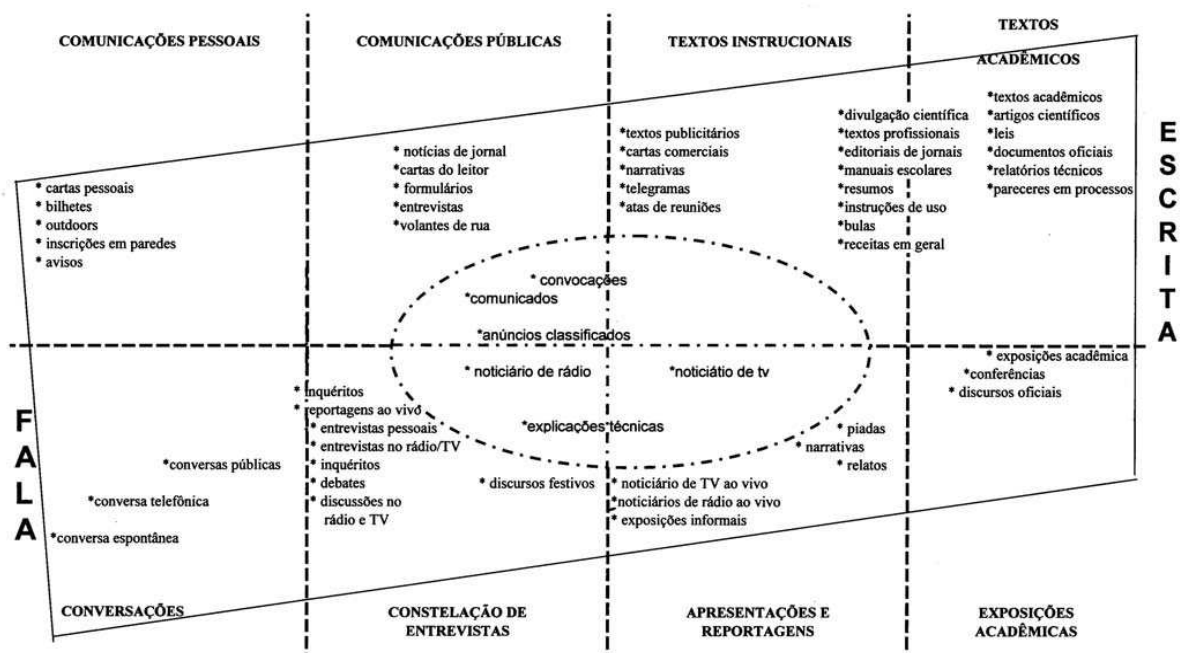 COMUNICAÇÕES PESSOAIS
COMUNICAÇÕES PÚBLICAS
TEXTOS INSTRUCIONAIS
TEXTOS
ACADÊMICOS
* cartas pessoais
* bilhetes
* outdoors
* inscrições em paredes
* avisos
* notícias de jornal
*cartas do leitor
* formulários
*entrevistas
*volantes de rua
*textos publicitários
*cartas comerciais
*narrativas
*telegramas
*atas de reuniões
*divulgação científica
*textos profissionais
*editoriais de jornais
*manuais escolares
*resumos
*instruções de uso
*bulas
*receitas em geral
*textos acadêmicos
*artigos científicos
*leis
*documentos oficiais
*relatórios técnicos
*pareceres em processos
ESCRITA
* convocações
*comunicados
*anúncios classificados
* noticiário de rádio
*noticiátio de tv
*explicações técnicas
FALA
*conversas públicas
*conversa telefônica
*conversa espontânea
* inquéritos
* reportagens ao vivo
* entrevistas pessoais
* entrevistas no rádio/TV
* inquéritos
* debates
* discussões no
rádio e TV
* discursos festivos
* noticiário de TV ao vivo
*noticiários de rádio ao vivo
* exposições informais
* piadas
* narrativas
* relatos
* exposições acadêmica
*conferências
* discursos oficiais
CONVERSAÇÕES
CONSTELAÇÃO DE
ENTREVISTAS
APRESENTAÇÕES E
REPORTAGENS
EXPOSIÇÕES
ACADÊMICAS